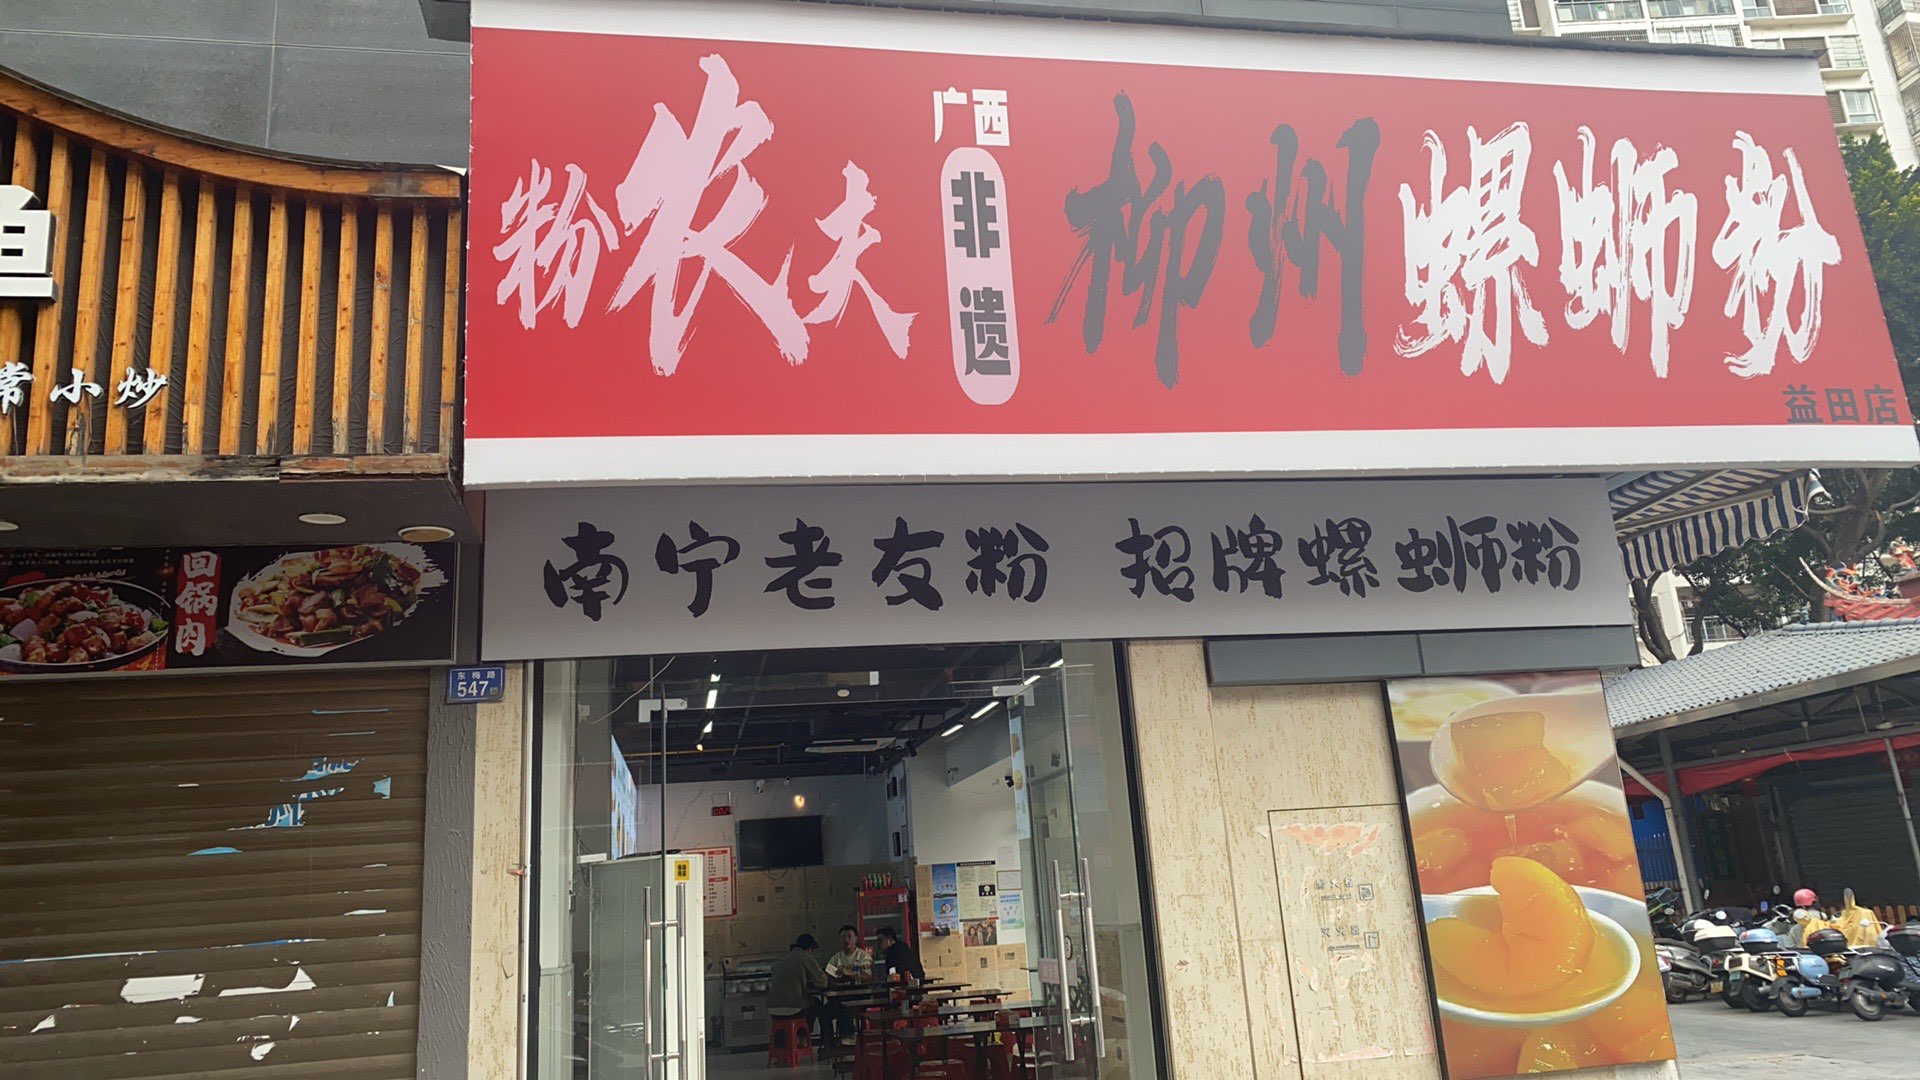 粉农夫 广西非遗 柳州螺蛳粉
益田店
南宁老友粉 招牌螺蛳粉
常小炒
回锅肉
东梅路
547